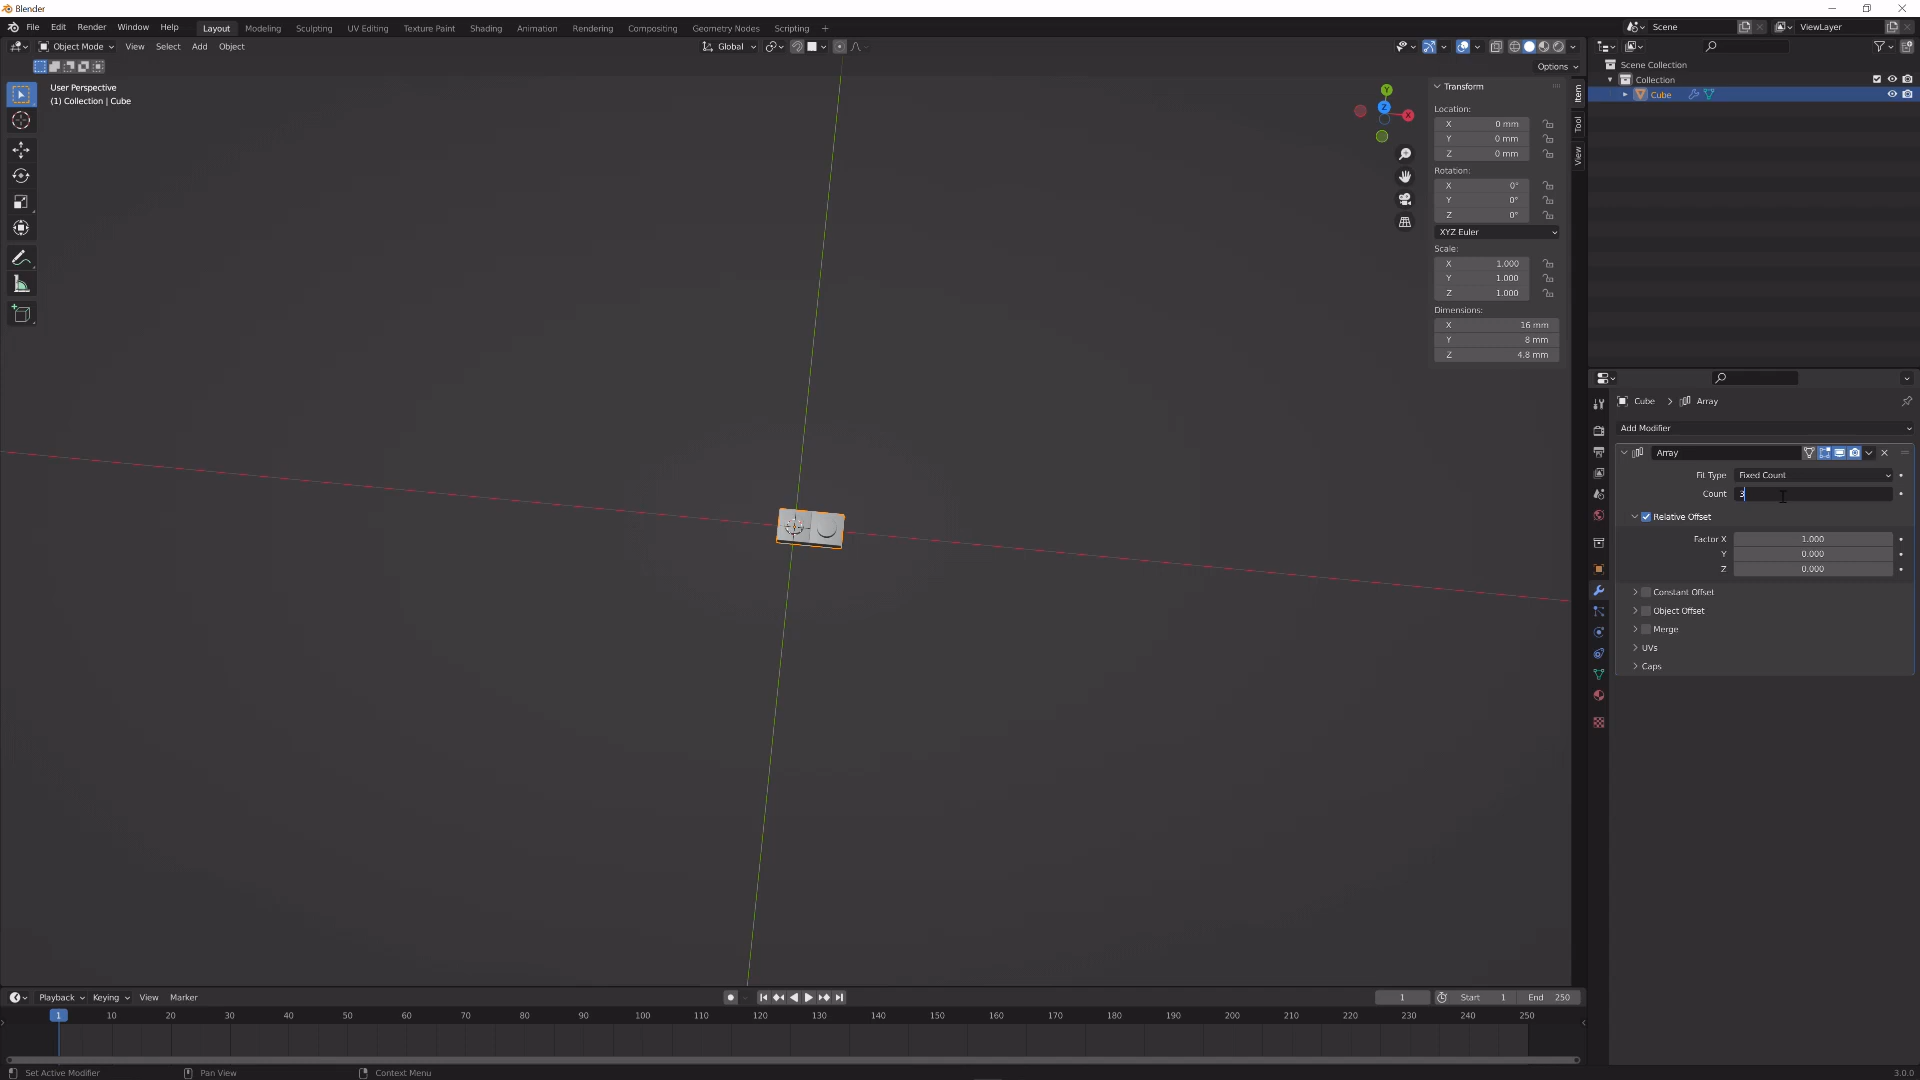 Blender
File Edit Render Window Help Layout Modeling Sculpting UV Editing Texture Paint Shading Animation Rendering Compositing Geometry Nodes Scripting + Scene ViewLayer
Object Mode View Select Add Object Global
Options
User Perspective
(1) Collection | Cube
Transform
Location:
X 0 mm
Y 0 mm
Z 0 mm
Rotation:
X 0°
Y 0°
Z 0°
XYZ Euler
Scale:
X 1.000
Y 1.000
Z 1.000
Dimensions:
X 16 mm
Y 8 mm
Z 4.8 mm
Item
Tool
View
Y
Z
X
Scene Collection
Collection
Cube
Cube > Array
Add Modifier
Array
Fit Type Fixed Count
Count 3
Relative Offset
Factor X 1.000
Y 0.000
Z 0.000
Constant Offset
Object Offset
Merge
UVs
Caps
Playback Keying View Marker 1 Start 1 End 250
1 10 20 30 40 50 60 70 80 90 100 110 120 130 140 150 160 170 180 190 200 210 220 230 240 250
Set Active Modifier Pan View Context Menu 3.0.0